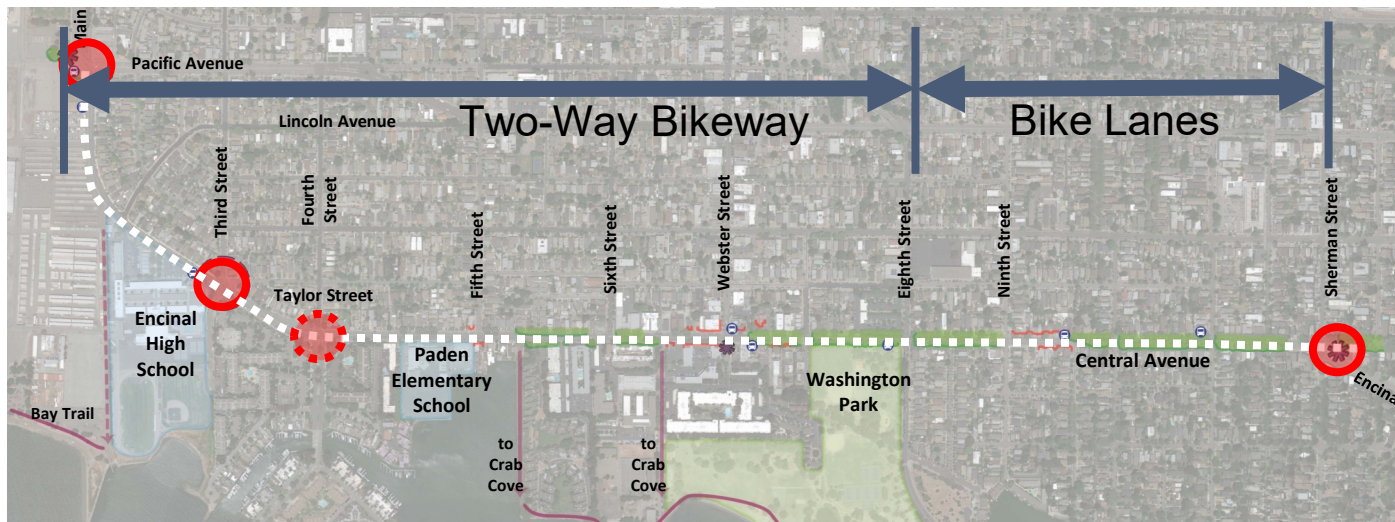 Main
Pacific Avenue
Lincoln Avenue
Two-Way Bikeway
Bike Lanes
Third Street
Fourth
Street
Fifth Street
Sixth Street
Webster Street
Eighth Street
Ninth Street
Sherman Street
Taylor Street
Encinal
High
School
Paden
Elementary
School
Washington
Park
Central Avenue
Encina
Bay Trail
to
Crab
Cove
to
Crab
Cove